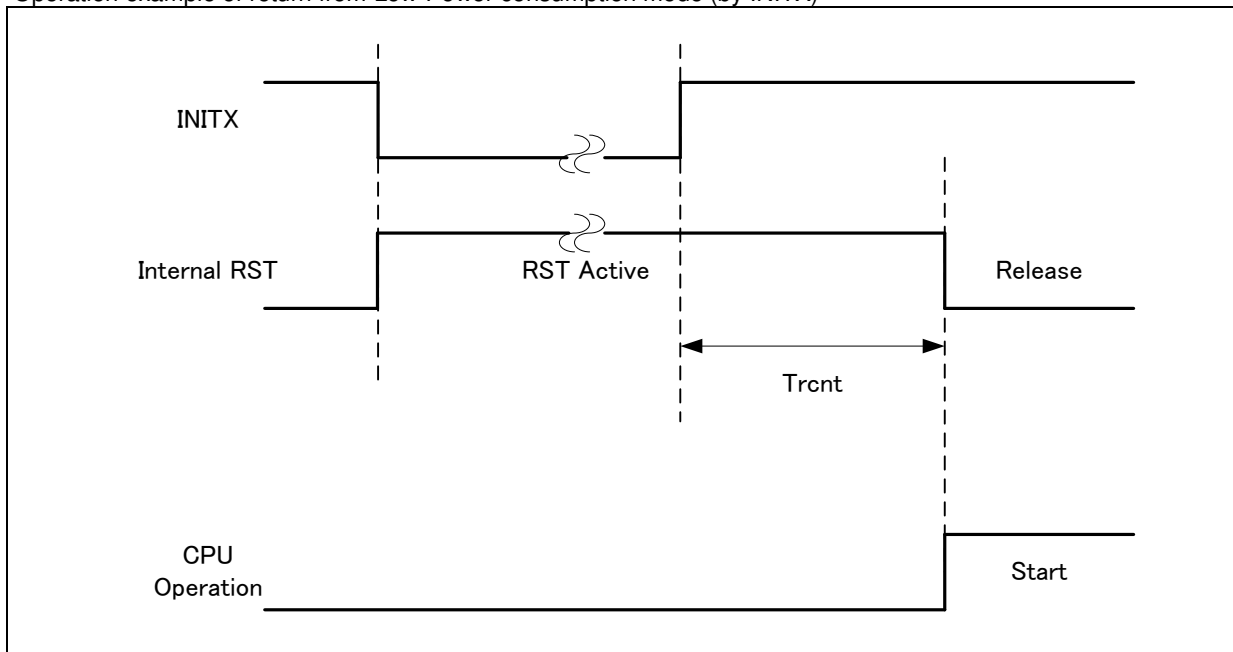 Operation example of return from Low-Power consumption mode (by INITX)
INITX
Internal RST
RST Active
Release
Trcnt
CPU
Operation
Start